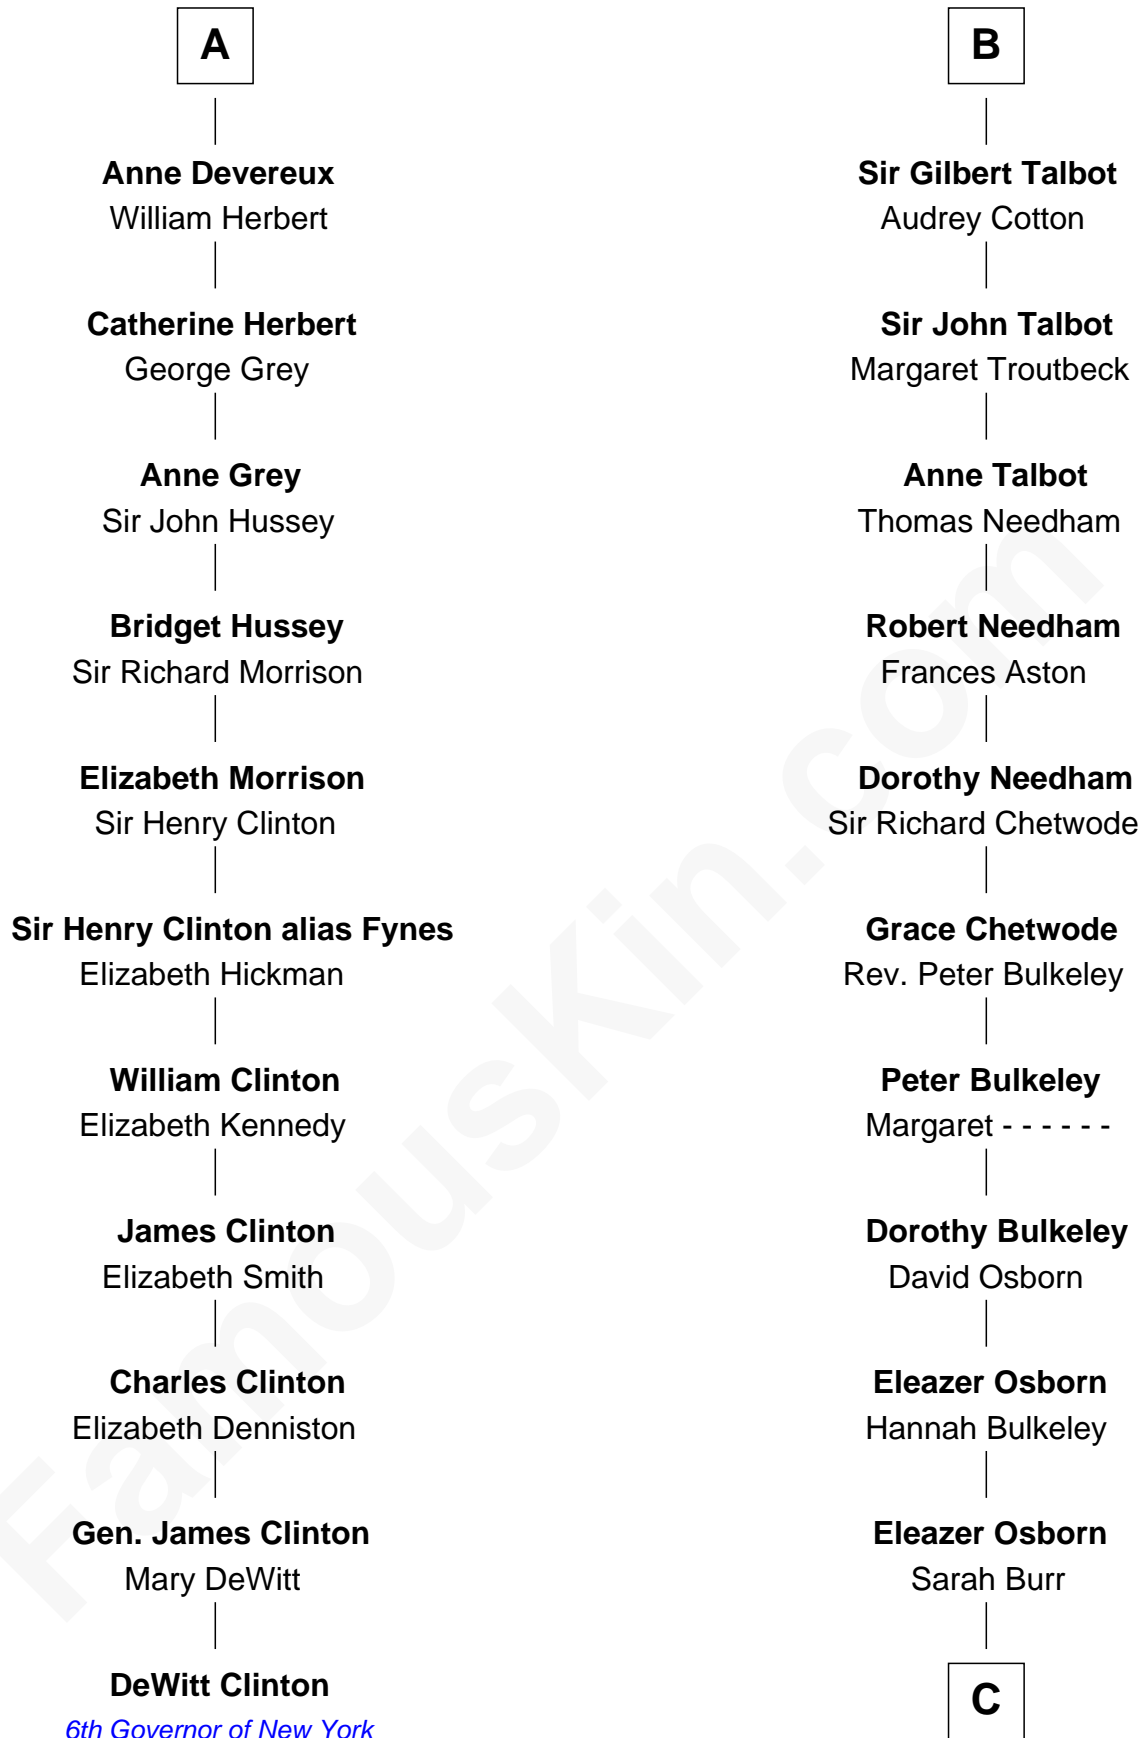 A
Anne Devereux
William Herbert
Catherine Herbert
George Grey
Anne Grey
Sir John Hussey
Bridget Hussey
Sir Richard Morrison
Elizabeth Morrison
Sir Henry Clinton
Sir Henry Clinton alias Fynes
Elizabeth Hickman
William Clinton
Elizabeth Kennedy
James Clinton
Elizabeth Smith
Charles Clinton
Elizabeth Denniston
Gen. James Clinton
Mary DeWitt
DeWitt Clinton
6th Governor of New York
B
Sir Gilbert Talbot
Audrey Cotton
Sir John Talbot
Margaret Troutbeck
Anne Talbot
Thomas Needham
Robert Needham
Frances Aston
Dorothy Needham
Sir Richard Chetwode
Grace Chetwode
Rev. Peter Bulkeley
Peter Bulkeley
Margaret - - - - - -
Dorothy Bulkeley
David Osborn
Eleazer Osborn
Hannah Bulkeley
Eleazer Osborn
Sarah Burr
C
FamousKin.com